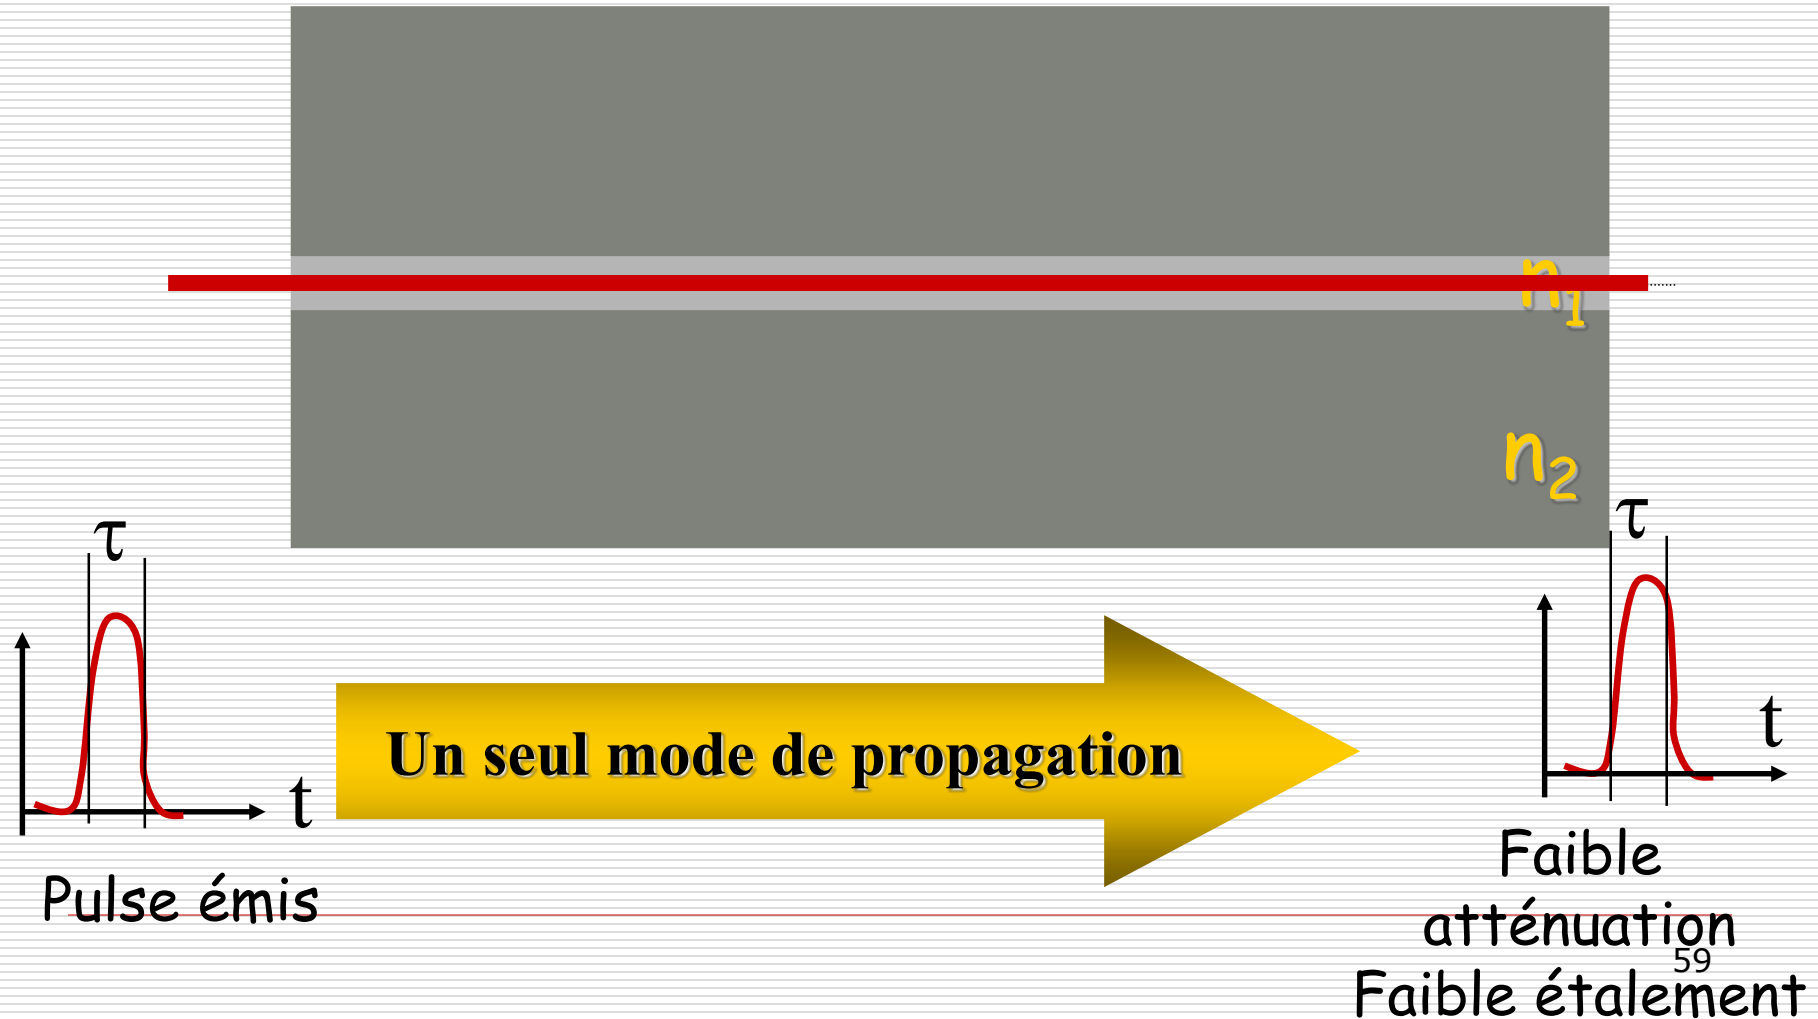 n1
n2
τ
τ
t
Un seul mode de propagation
t
Pulse émis
Faible
atténuation
59
Faible étalement